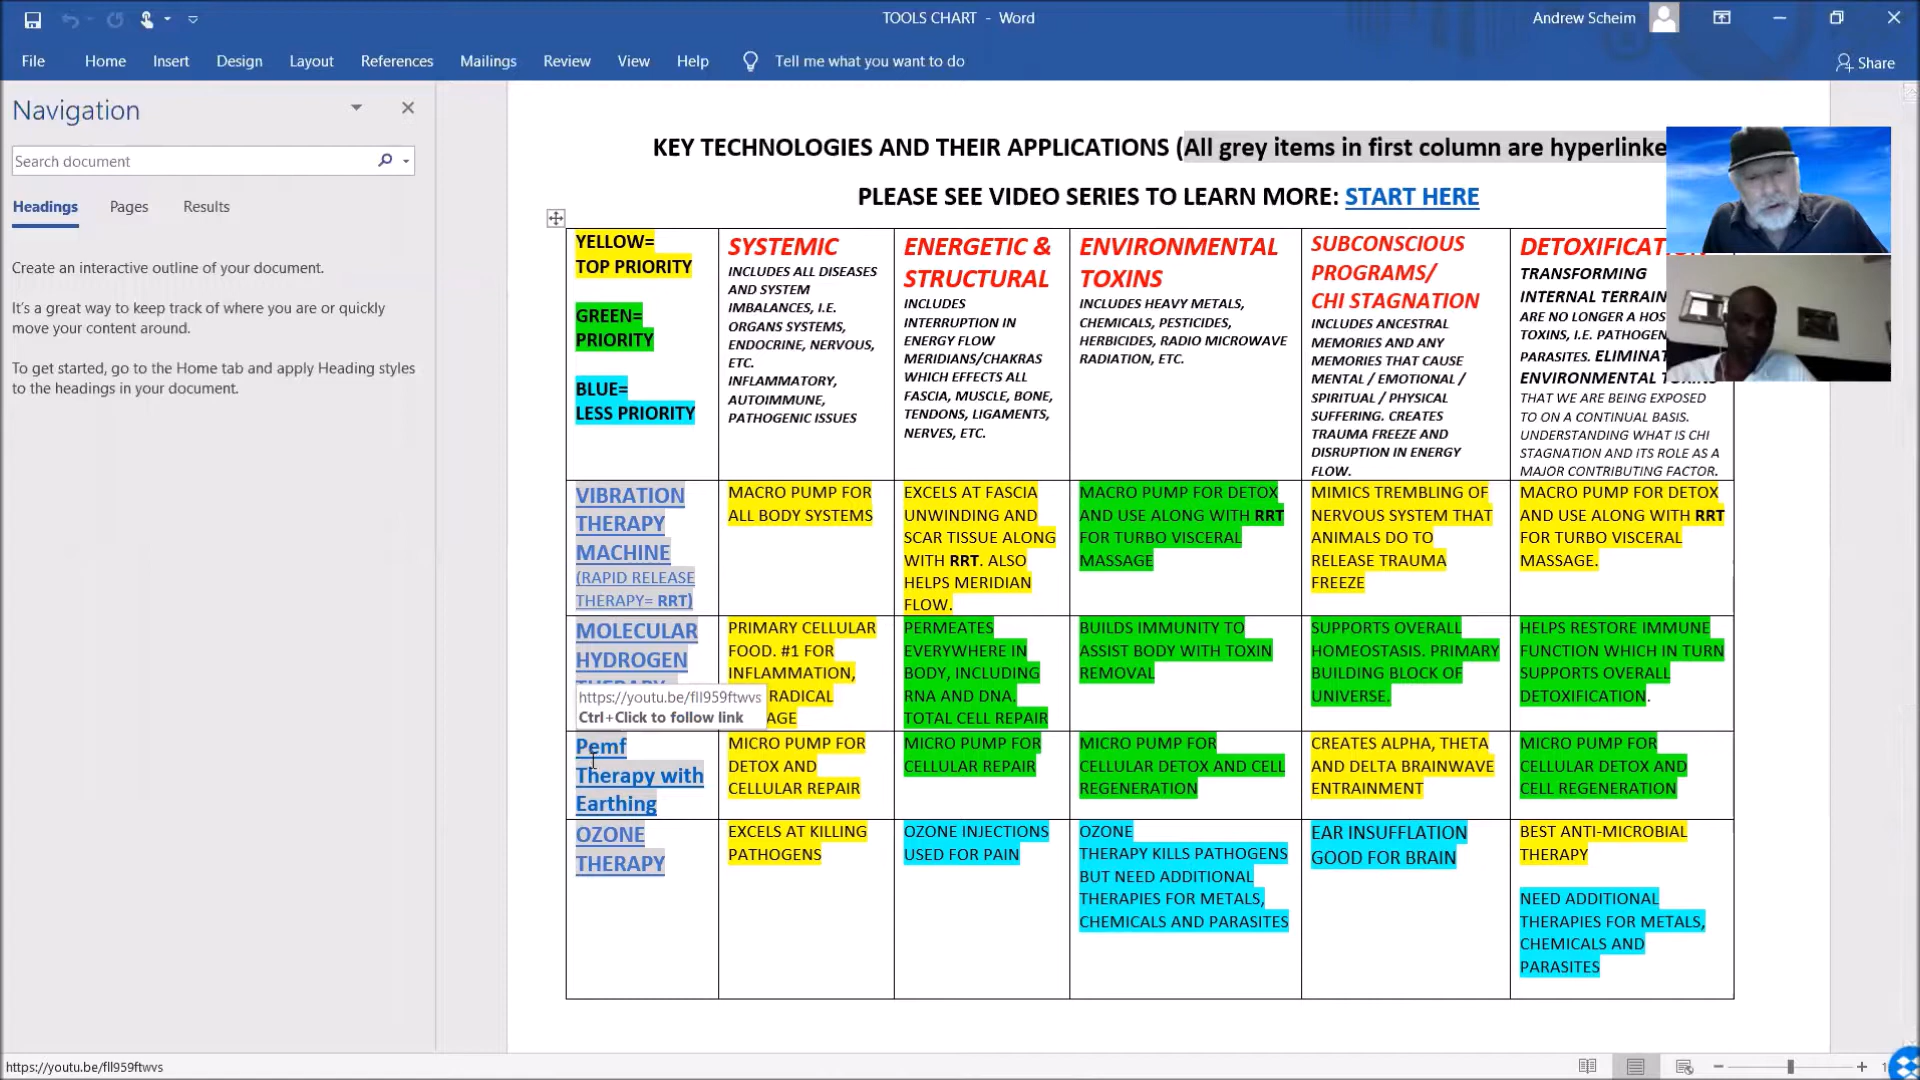 TOOLS CHART - Word
Andrew Scheim
File Home Insert Design Layout References Mailings Review View Help Tell me what you want to do
Share
Navigation
Search document
Headings Pages Results
Create an interactive outline of your document.
It's a great way to keep track of where you are or quickly
move your content around.
To get started, go to the Home tab and apply Heading styles
to the headings in your document.
KEY TECHNOLOGIES AND THEIR APPLICATIONS (All grey items in first column are hyperlinke
PLEASE SEE VIDEO SERIES TO LEARN MORE: START HERE
YELLOW=
TOP PRIORITY
GREEN=
PRIORITY
BLUE=
LESS PRIORITY
SYSTEMIC
INCLUDES ALL DISEASES
AND SYSTEM
IMBALANCES, I.E.
ORGANS SYSTEMS,
ENDOCRINE, NERVOUS,
ETC.
INFLAMMATORY,
AUTOIMMUNE,
PATHOGENIC ISSUES
ENERGETIC &
STRUCTURAL
INCLUDES
INTERRUPTION IN
ENERGY FLOW
MERIDIANS/CHAKRAS
WHICH EFFECTS ALL
FASCIA, MUSCLE, BONE,
TENDONS, LIGAMENTS,
NERVES, ETC.
ENVIRONMENTAL
TOXINS
INCLUDES HEAVY METALS,
CHEMICALS, PESTICIDES,
HERBICIDES, RADIO MICROWAVE
RADIATION, ETC.
SUBCONSCIOUS
PROGRAMS/
CHI STAGNATION
INCLUDES ANCESTRAL
MEMORIES AND ANY
MEMORIES THAT CAUSE
MENTAL / EMOTIONAL /
SPIRITUAL / PHYSICAL
SUFFERING. CREATES
TRAUMA FREEZE AND
DISRUPTION IN ENERGY
FLOW.
DETOXIFICAT
TRANSFORMING
INTERNAL TERRAIN
ARE NO LONGER A HOS
TOXINS, I.E. PATHOGEN
PARASITES. ELIMINAT
ENVIRONMENTAL TOXINS
THAT WE ARE BEING EXPOSED
TO ON A CONTINUAL BASIS.
UNDERSTANDING WHAT IS CHI
STAGNATION AND ITS ROLE AS A
MAJOR CONTRIBUTING FACTOR.
VIBRATION
THERAPY
MACHINE
(RAPID RELEASE
THERAPY= RRT)
MACRO PUMP FOR
ALL BODY SYSTEMS
EXCELS AT FASCIA
UNWINDING AND
SCAR TISSUE ALONG
WITH RRT. ALSO
HELPS MERIDIAN
FLOW.
MACRO PUMP FOR DETOX
AND USE ALONG WITH RRT
FOR TURBO VISCERAL
MASSAGE
MIMICS TREMBLING OF
NERVOUS SYSTEM THAT
ANIMALS DO TO
RELEASE TRAUMA
FREEZE
MACRO PUMP FOR DETOX
AND USE ALONG WITH RRT
FOR TURBO VISCERAL
MASSAGE.
MOLECULAR
HYDROGEN
https://youtu.be/fll959ftwvs
Ctrl+Click to follow link
PRIMARY CELLULAR
FOOD. #1 FOR
INFLAMMATION,
RADICAL
AGE
PERMEATES
EVERYWHERE IN
BODY, INCLUDING
RNA AND DNA.
TOTAL CELL REPAIR
BUILDS IMMUNITY TO
ASSIST BODY WITH TOXIN
REMOVAL
SUPPORTS OVERALL
HOMEOSTASIS. PRIMARY
BUILDING BLOCK OF
UNIVERSE.
HELPS RESTORE IMMUNE
FUNCTION WHICH IN TURN
SUPPORTS OVERALL
DETOXIFICATION.
Pemf
Therapy with
Earthing
MICRO PUMP FOR
DETOX AND
CELLULAR REPAIR
MICRO PUMP FOR
CELLULAR REPAIR
MICRO PUMP FOR
CELLULAR DETOX AND CELL
REGENERATION
CREATES ALPHA, THETA
AND DELTA BRAINWAVE
ENTRAINMENT
MICRO PUMP FOR
CELLULAR DETOX AND
CELL REGENERATION
OZONE
THERAPY
EXCELS AT KILLING
PATHOGENS
OZONE INJECTIONS
USED FOR PAIN
OZONE
THERAPY KILLS PATHOGENS
BUT NEED ADDITIONAL
THERAPIES FOR METALS,
CHEMICALS AND PARASITES
EAR INSUFFLATION
GOOD FOR BRAIN
BEST ANTI-MICROBIAL
THERAPY
NEED ADDITIONAL
THERAPIES FOR METALS,
CHEMICALS AND
PARASITES
https://youtu.be/fll959ftwvs